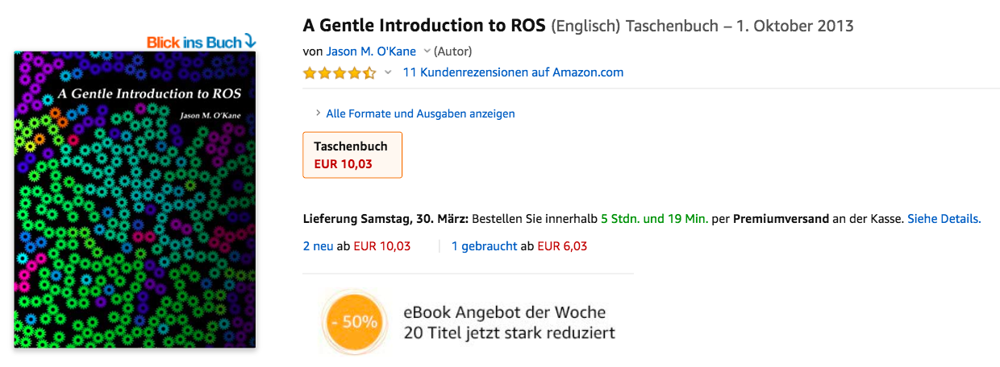 A Gentle Introduction to ROS (Englisch) Taschenbuch – 1. Oktober 2013
Blick ins Buch
von Jason M. O'Kane (Autor)
11 Kundenrezensionen auf Amazon.com
A Gentle Introduction to ROS
Jason M. O'Kane
Alle Formate und Ausgaben anzeigen
Taschenbuch
EUR 10,03
Lieferung Samstag, 30. März: Bestellen Sie innerhalb 5 Stdn. und 19 Min. per Premiumversand an der Kasse. Siehe Details.
2 neu ab EUR 10,03
1 gebraucht ab EUR 6,03
- 50%
eBook Angebot der Woche
20 Titel jetzt stark reduziert